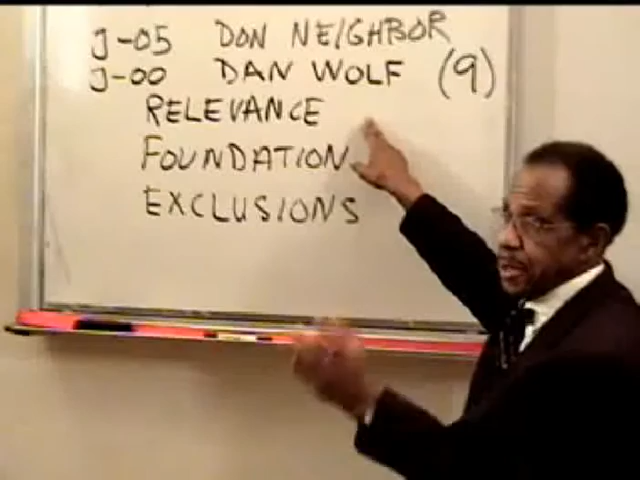 J-05 DON NEIGHBOR
J-00 DAN WOLF (9)
RELEVANCE
FOUNDATION
EXCLUSIONS